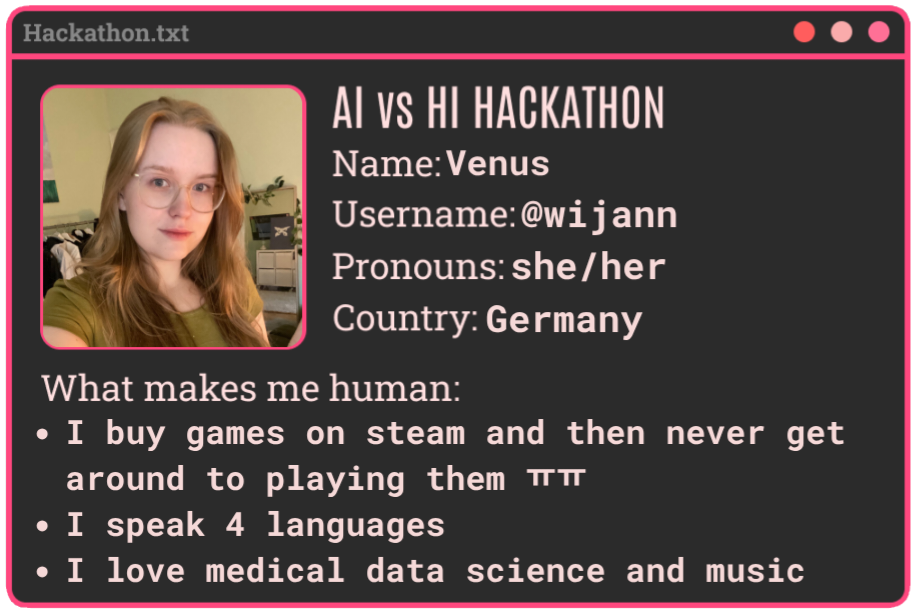 Hackathon.txt
AI vs HI HACKATHON
Name: Venus
Username: @wijann
Pronouns: she/her
Country: Germany
What makes me human:
• I buy games on steam and then never get
around to playing them ㅠㅠ
• I speak 4 languages
• I love medical data science and music